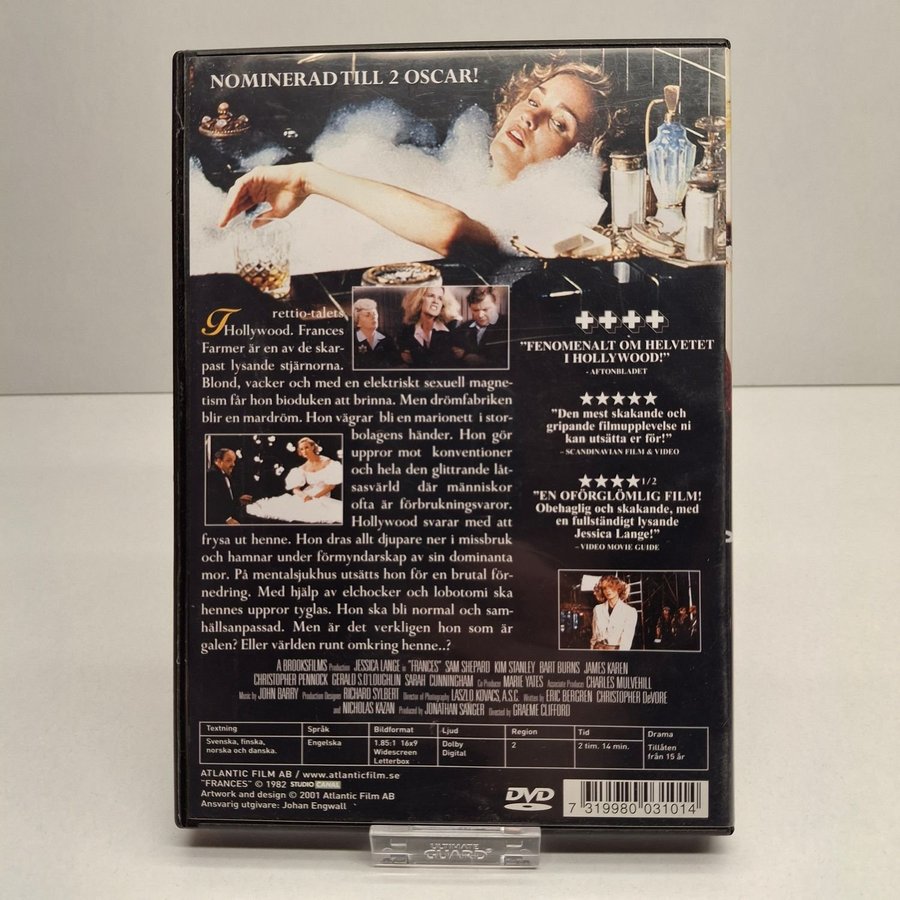 NOMINERAD TILL 2 OSCAR!
Trettio-talets
Hollywood. Frances
Farmer är en av de skar-
past lysande stjärnorna.
Blond, vacker och med en elektriskt sexuell magne-
tism får hon bioduken att brinna. Men drömfabriken
blir en mardröm. Hon vägrar bli en marionett i stor-
bolagens händer. Hon gör
uppror mot konventioner
och hela den glittrande låt-
sasvärld där människor
ofta är förbrukningsvaror.
Hollywood svarar med att
frysa ut henne. Hon dras allt djupare ner i missbruk
och hamnar under förmyndarskap av sin dominanta
mor. På mentalsjukhus utsätts hon för en brutal för-
nedring. Med hjälp av elchocker och lobotomi ska
hennes uppror tyglas. Hon ska bli normal och sam-
hällsanpassad. Men är det verkligen hon som är
galen? Eller världen runt omkring henne..?
"FENOMENALT OM HELVETET
I HOLLYWOOD!"
- AFTONBLADET
"Den mest skakande och
gripande filmupplevelse ni
kan utsätta er för!"
– SCANDINAVIAN FILM & VIDEO
1/2
"EN OFÖRGLÖMLIG FILM!
Obehaglig och skakande, med
en fullständigt lysande
Jessica Lange!"
– VIDEO MOVIE GUIDE
A BROOKSFILMS Production JESSICA LANGE in "FRANCES" SAM SHEPARD KIM STANLEY BART BURNS JAMES KAREN
CHRISTOPHER PENNOCK GERALD S.O'LOUGHLIN SARAH CUNNINGHAM Co-Producer MARIE YATES Associate Producer CHARLES MULVEHILL
Music by JOHN BARRY Production Designer RICHARD SYLBERT Director of Photography LASZLO KOVACS, A.S.C. Written by ERIC BERGREN CHRISTOPHER DeVORE
and NICHOLAS KAZAN Produced by JONATHAN SANGER Directed by GRAEME CLIFFORD
Textning Språk Bildformat Ljud Region Tid Drama
Svenska, finska, Engelska 1.85:1 16x9 Dolby 2 2 tim. 14 min. Tillåten
norska och danska. Widescreen Digital från 15 år
Letterbox
ATLANTIC FILM AB / www.atlanticfilm.se
"FRANCES" © 1982 STUDIO CANAL
Artwork and design © 2001 Atlantic Film AB
Ansvarig utgivare: Johan Engwall
DVD
7 319980 031014
ULTIMATE
GUARD